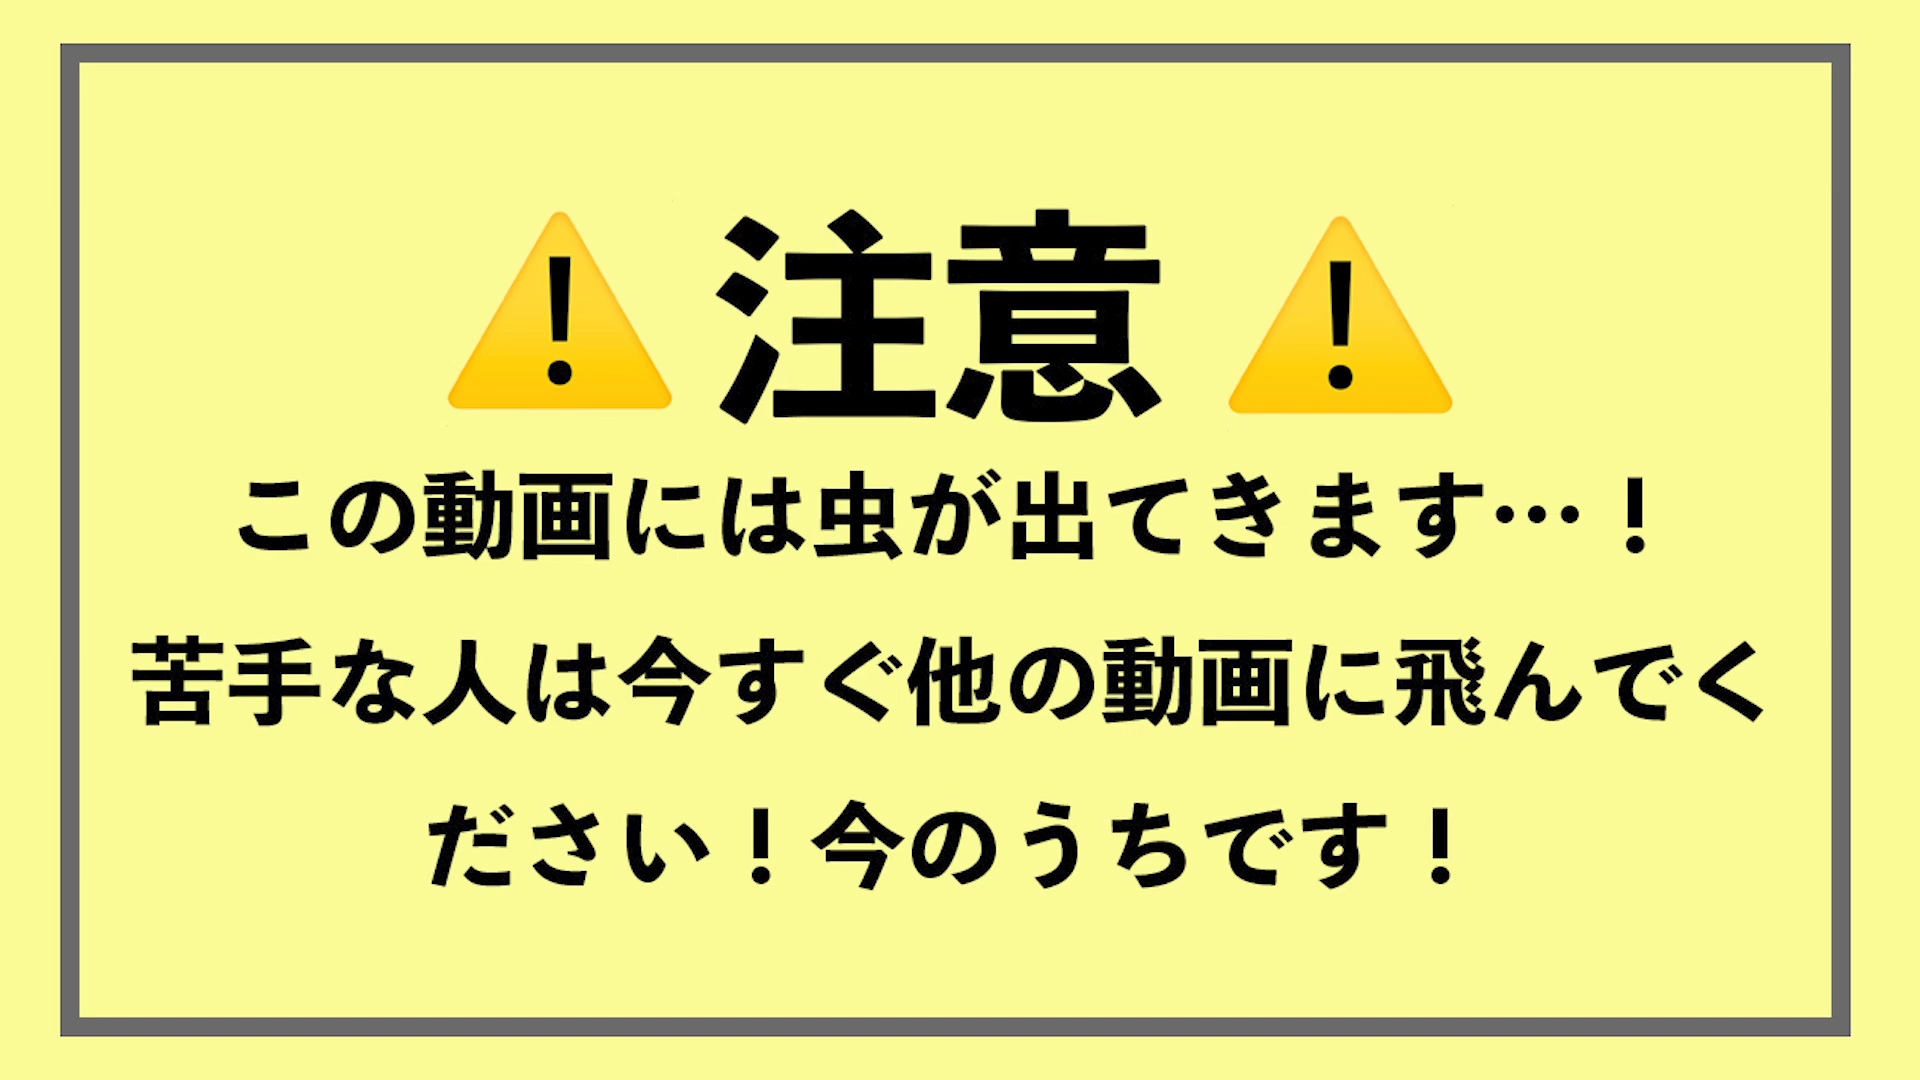 ⚠️注意⚠️
この動画には虫が出てきます…！
苦手な人は今すぐ他の動画に飛んでく
ださい！今のうちです！